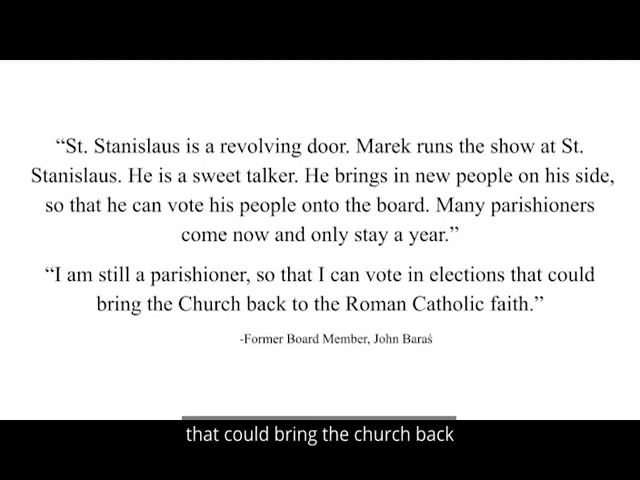 “St. Stanislaus is a revolving door. Marek runs the show at St.
Stanislaus. He is a sweet talker. He brings in new people on his side,
so that he can vote his people onto the board. Many parishioners
come now and only stay a year.”
“I am still a parishioner, so that I can vote in elections that could
bring the Church back to the Roman Catholic faith.”
-Former Board Member, John Baraś
that could bring the church back